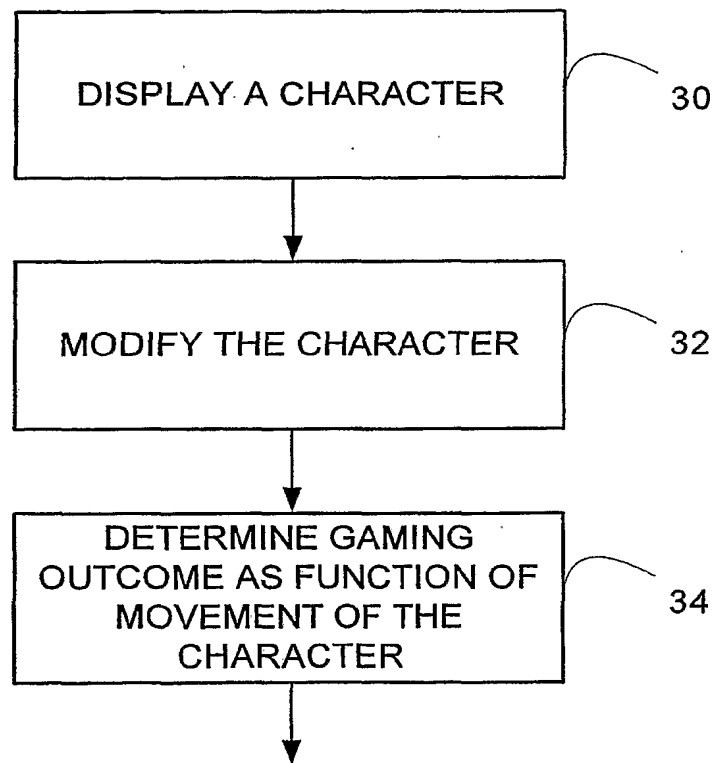 DISPLAY A CHARACTER
30
MODIFY THE CHARACTER
32
DETERMINE GAMING
OUTCOME AS FUNCTION OF
MOVEMENT OF THE
CHARACTER
34